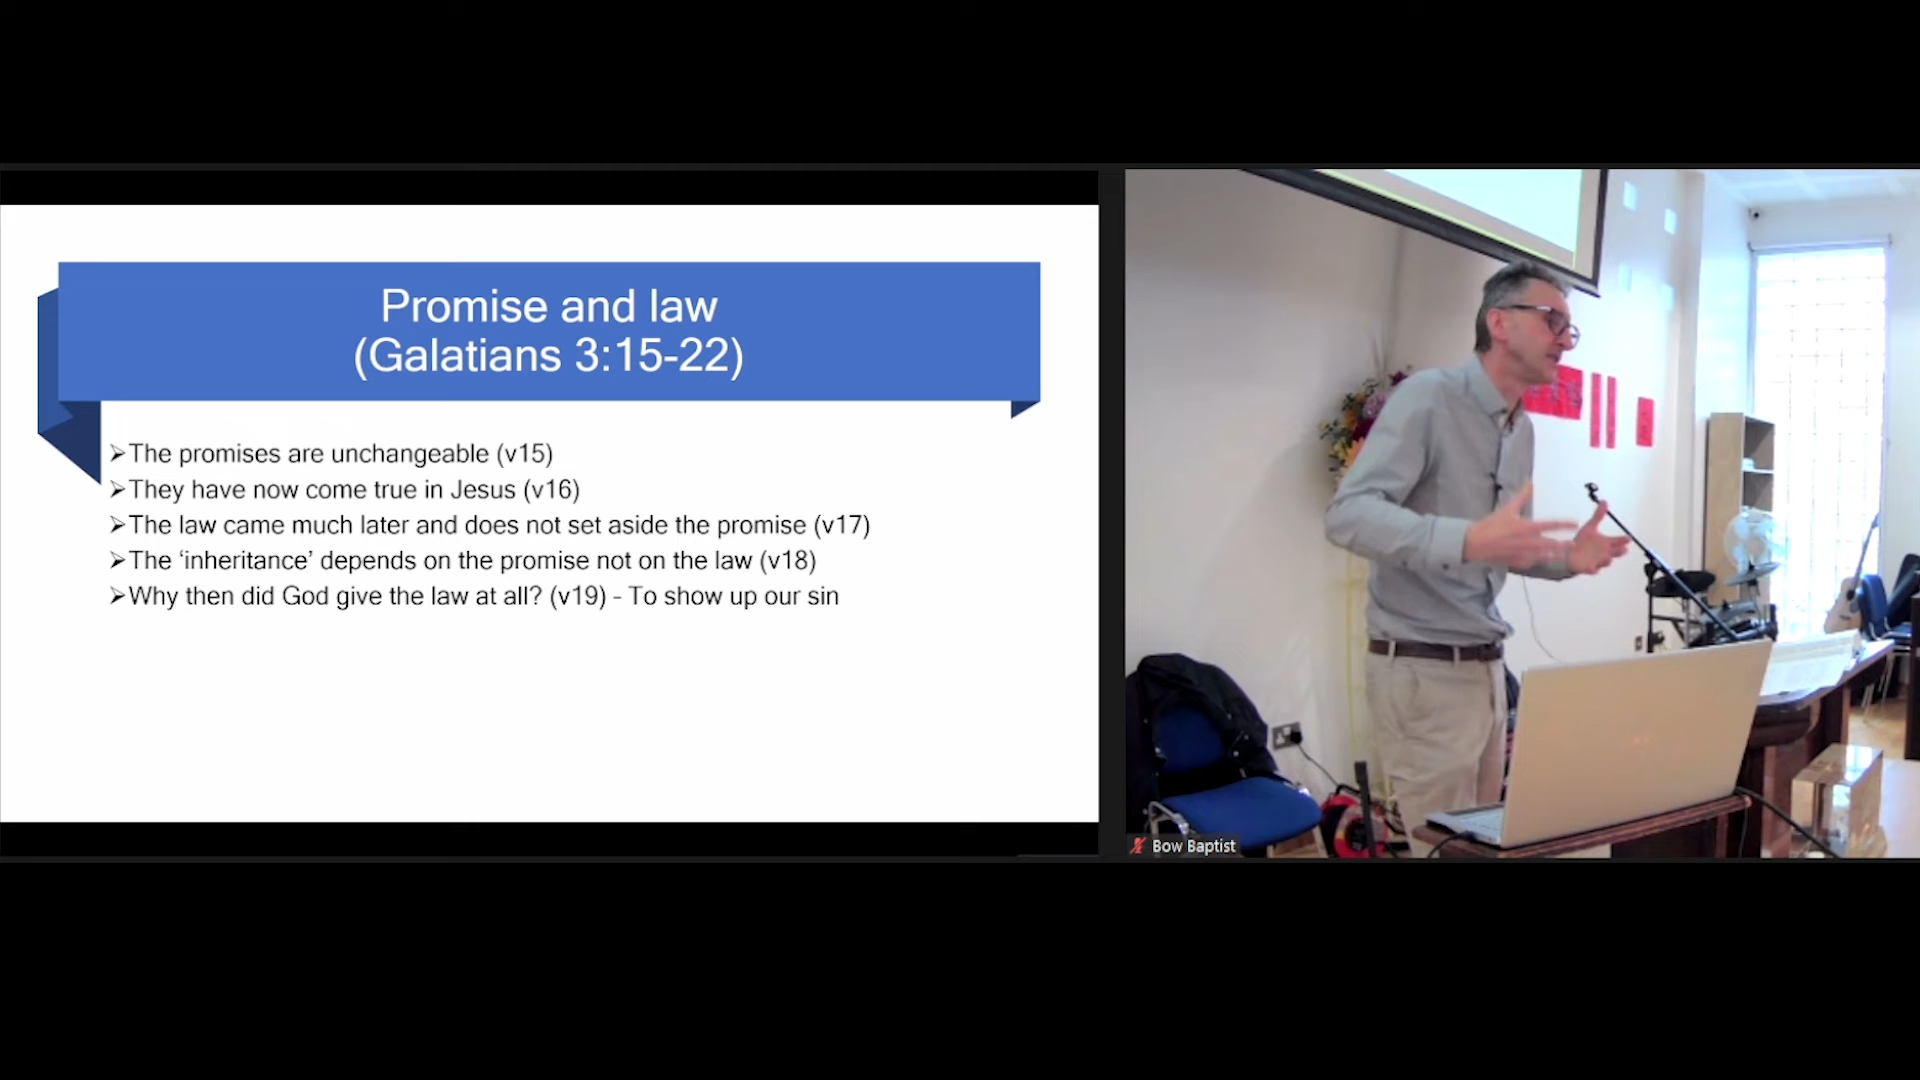 Promise and law
(Galatians 3:15-22)
➢The promises are unchangeable (v15)
➢They have now come true in Jesus (v16)
➢The law came much later and does not set aside the promise (v17)
➢The ‘inheritance’ depends on the promise not on the law (v18)
➢Why then did God give the law at all? (v19) - To show up our sin
Bow Baptist